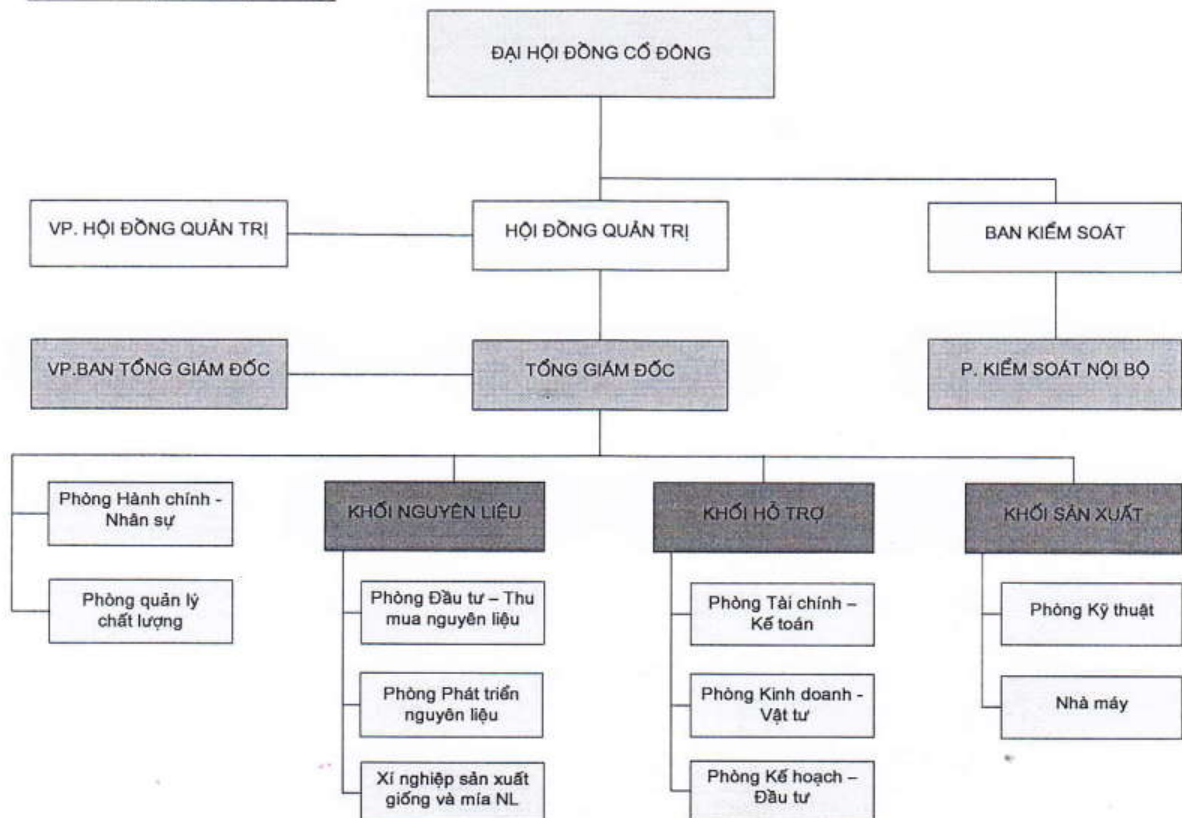 ĐẠI HỘI ĐỒNG CỔ ĐÔNG
VP. HỘI ĐỒNG QUẢN TRỊ
HỘI ĐỒNG QUẢN TRỊ
BAN KIỂM SOÁT
VP.BAN TỔNG GIÁM ĐỐC
TỔNG GIÁM ĐỐC
P. KIỂM SOÁT NỘI BỘ
Phòng Hành chính -
Nhân sự
Phòng quản lý
chất lượng
KHỐI NGUYÊN LIỆU
Phòng Đầu tư – Thu
mua nguyên liệu
Phòng Phát triển
nguyên liệu
Xí nghiệp sản xuất
giống và mía NL
KHỐI HỖ TRỢ
Phòng Tài chính –
Kế toán
Phòng Kinh doanh -
Vật tư
Phòng Kế hoạch –
Đầu tư
KHỐI SẢN XUẤT
Phòng Kỹ thuật
Nhà máy